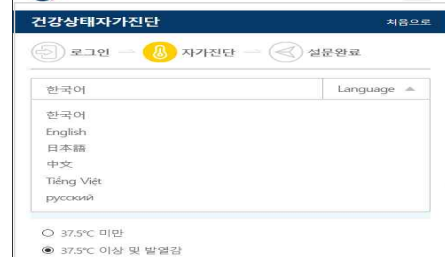 건강상태자가진단 처음으로
로그인 자가진단 설문완료
한국어 Language
한국어
English
日本語
中文
Tiếng Việt
русский
37.5℃ 미만
37.5℃ 이상 및 발열감